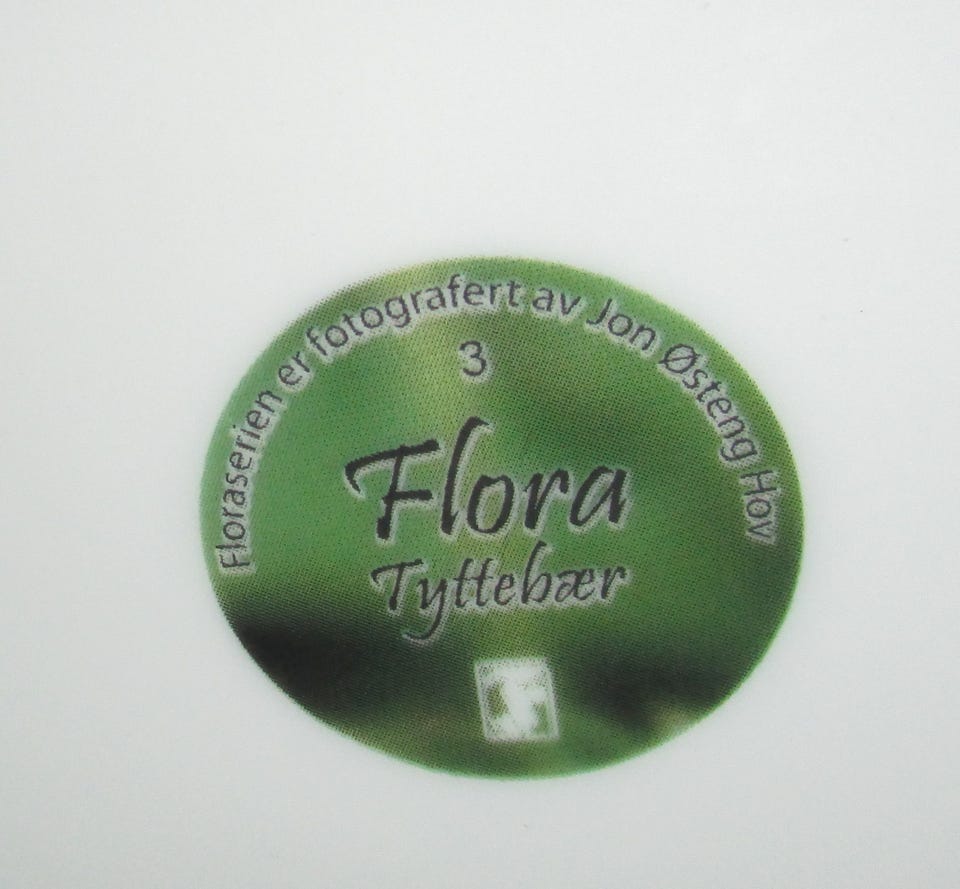 Floraserien er fotografert av Jon Østeng Hov
3
Flora
Tyttebær